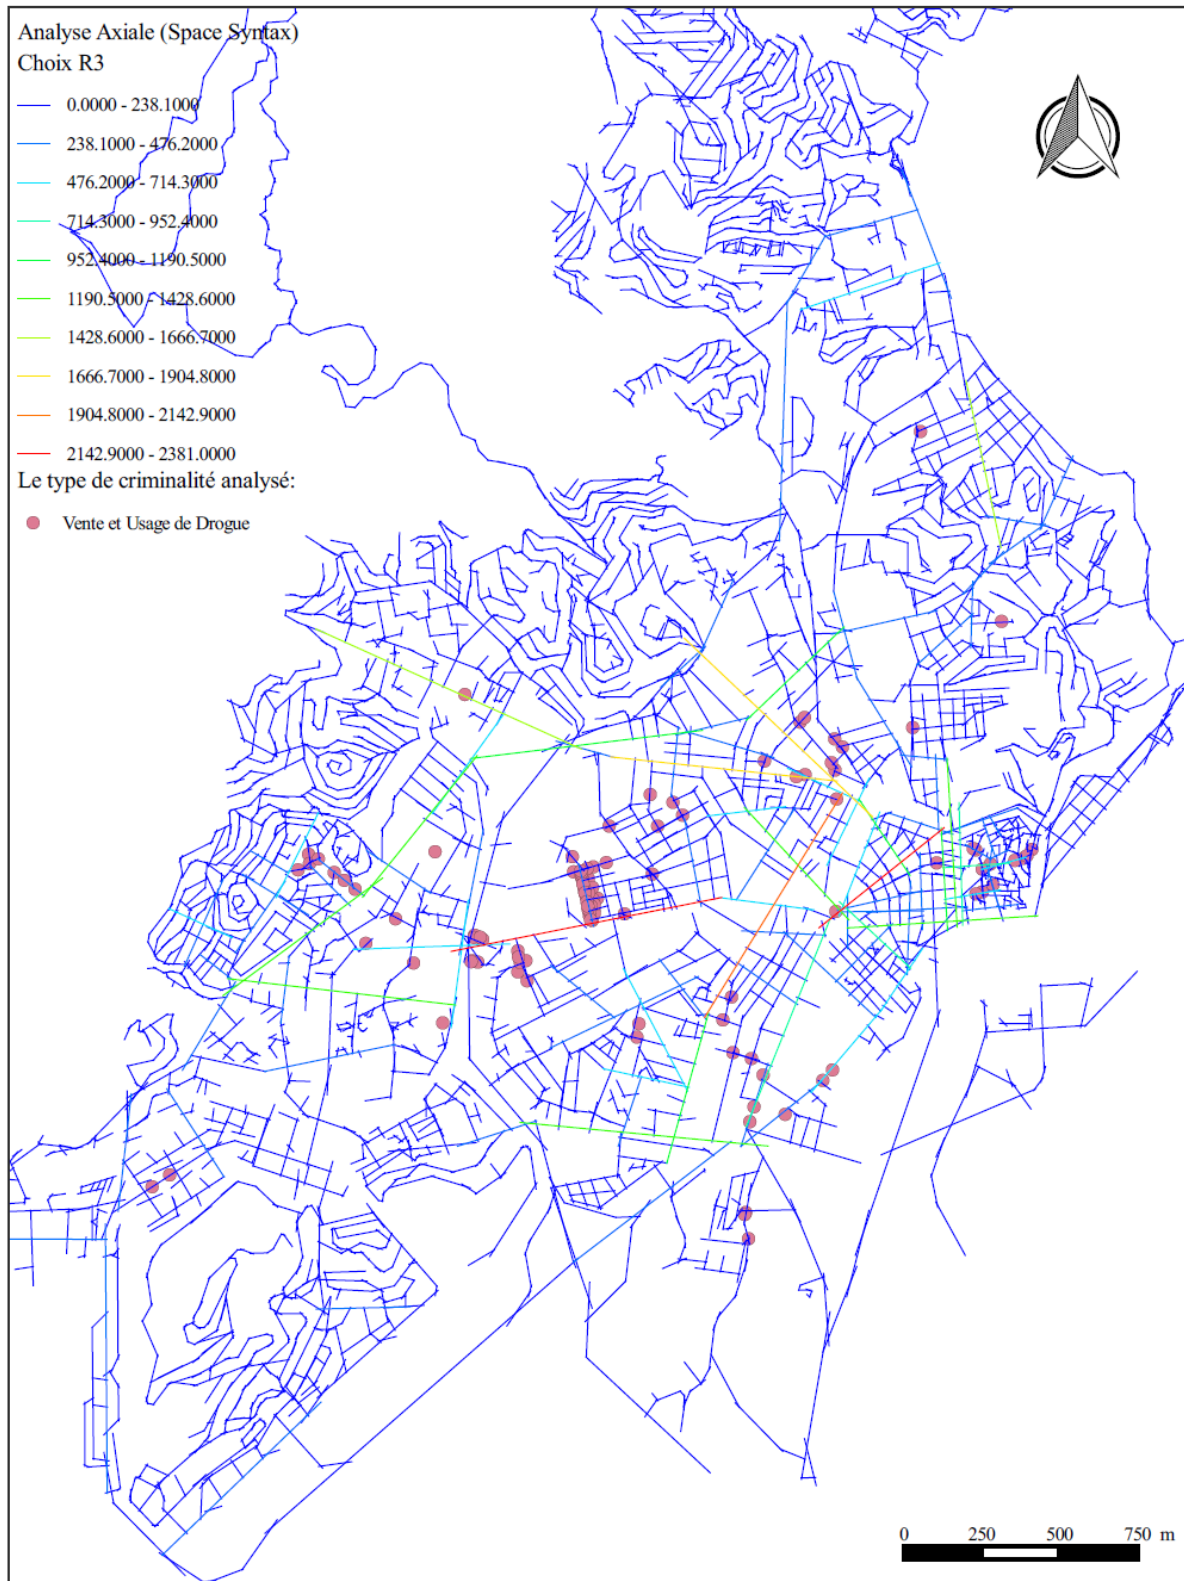 Analyse Axiale (Space Syntax)
Choix R3
0.0000 - 238.1000
238.1000 - 476.2000
476.2000 - 714.3000
714.3000 - 952.4000
952.4000 - 1190.5000
1190.5000 - 1428.6000
1428.6000 - 1666.7000
1666.7000 - 1904.8000
1904.8000 - 2142.9000
2142.9000 - 2381.0000
Le type de criminalité analysé:
Vente et Usage de Drogue
0 250 500 750 m